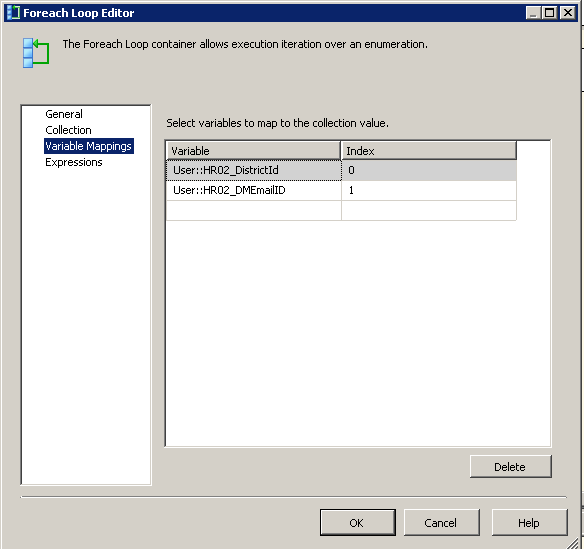 Foreach Loop Editor
The Foreach Loop container allows execution iteration over an enumeration.
General
Collection
Variable Mappings
Expressions
Select variables to map to the collection value.
Variable Index
User::HR02_DistrictId 0
User::HR02_DMEmailID 1
Delete
OK Cancel Help